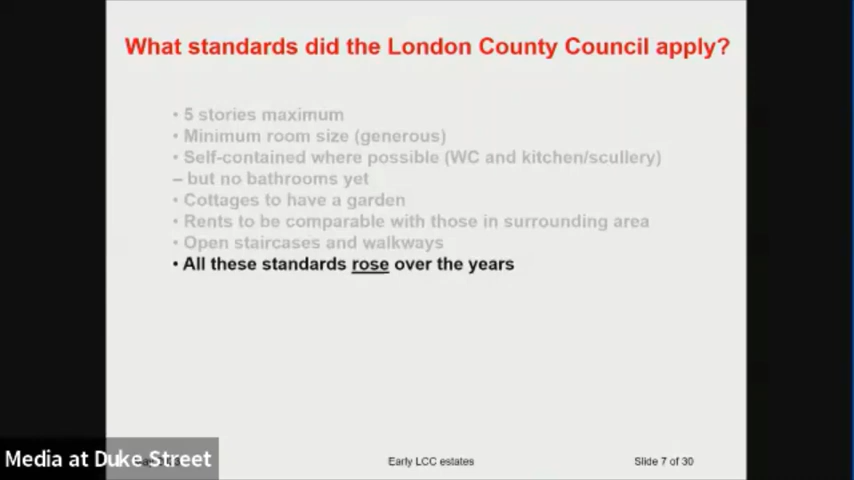 What standards did the London County Council apply?
• 5 stories maximum
• Minimum room size (generous)
• Self-contained where possible (WC and kitchen/scullery)
– but no bathrooms yet
• Cottages to have a garden
• Rents to be comparable with those in surrounding area
• Open staircases and walkways
• All these standards rose over the years
Media at Duke Street
Early LCC estates
Slide 7 of 30